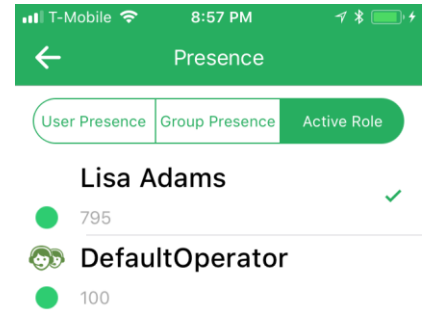 T-Mobile 8:57 PM
Presence
User Presence Group Presence Active Role
Lisa Adams
795
DefaultOperator
100